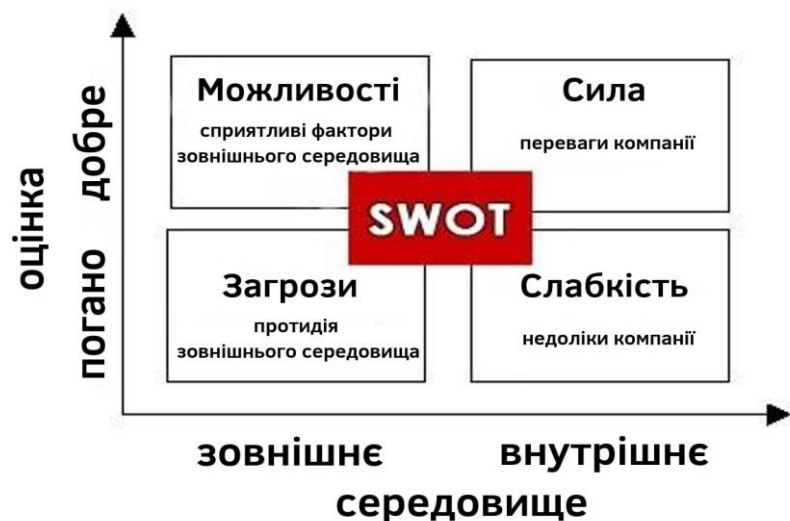 оцінка
добре
погано
Можливості
сприятливі фактори
зовнішнього середовища
Сила
переваги компанії
SWOT
Загрози
протидія
зовнішнього середовища
Слабкість
недоліки компанії
зовнішнє
внутрішнє
середовище